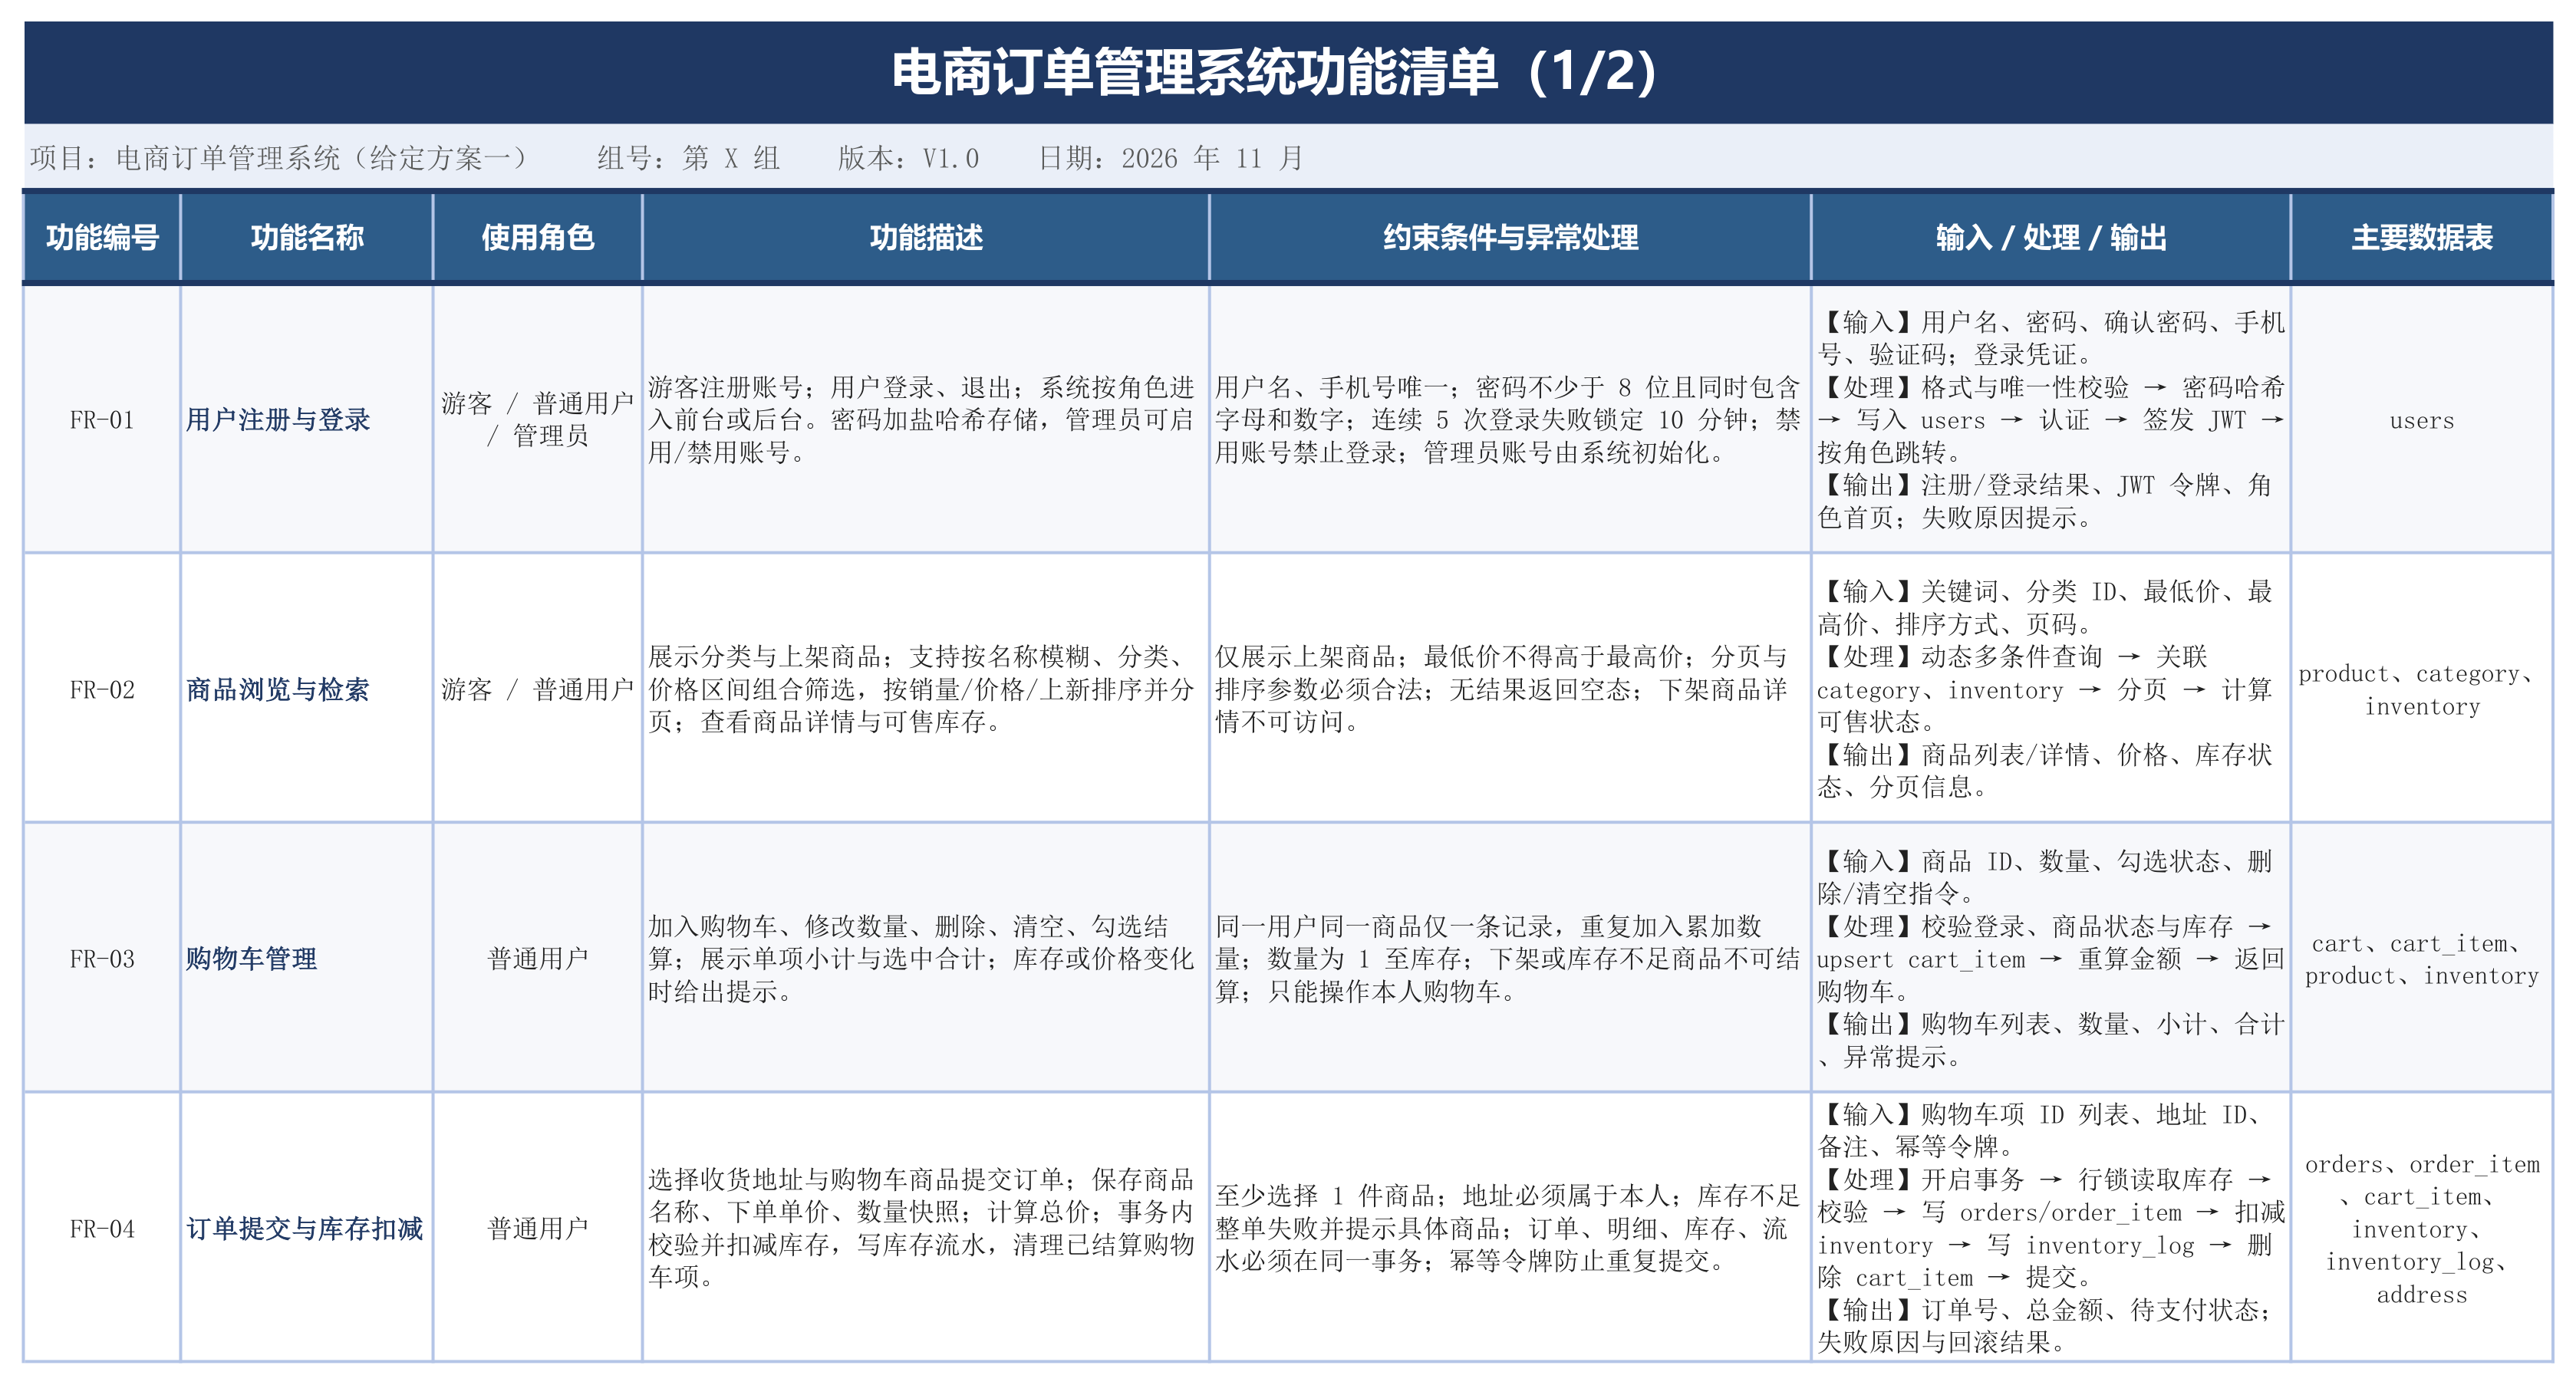 电商订单管理系统功能清单（1/2）
项目：电商订单管理系统（给定方案一） 组号：第 X 组 版本：V1.0 日期：2026 年 11 月
功能编号 功能名称 使用角色 功能描述 约束条件与异常处理 输入 / 处理 / 输出 主要数据表
FR-01
用户注册与登录
游客 / 普通用户
/ 管理员
游客注册账号；用户登录、退出；系统按角色进
入前台或后台。密码加盐哈希存储，管理员可启
用/禁用账号。
用户名、手机号唯一；密码不少于 8 位且同时包含
字母和数字；连续 5 次登录失败锁定 10 分钟；禁
用账号禁止登录；管理员账号由系统初始化。
【输入】用户名、密码、确认密码、手机
号、验证码；登录凭证。
【处理】格式与唯一性校验 → 密码哈希
→ 写入 users → 认证 → 签发 JWT →
按角色跳转。
【输出】注册/登录结果、JWT 令牌、角
色首页；失败原因提示。
users
FR-02
商品浏览与检索
游客 / 普通用户
展示分类与上架商品；支持按名称模糊、分类、
价格区间组合筛选，按销量/价格/上新排序并分
页；查看商品详情与可售库存。
仅展示上架商品；最低价不得高于最高价；分页与
排序参数必须合法；无结果返回空态；下架商品详
情不可访问。
【输入】关键词、分类 ID、最低价、最
高价、排序方式、页码。
【处理】动态多条件查询 → 关联
category、inventory → 分页 → 计算
可售状态。
【输出】商品列表/详情、价格、库存状
态、分页信息。
product、category、
inventory
FR-03
购物车管理
普通用户
加入购物车、修改数量、删除、清空、勾选结
算；展示单项小计与选中合计；库存或价格变化
时给出提示。
同一用户同一商品仅一条记录，重复加入累加数
量；数量为 1 至库存；下架或库存不足商品不可结
算；只能操作本人购物车。
【输入】商品 ID、数量、勾选状态、删
除/清空指令。
【处理】校验登录、商品状态与库存 →
upsert cart_item → 重算金额 → 返回
购物车。
【输出】购物车列表、数量、小计、合计
、异常提示。
cart、cart_item、
product、inventory
FR-04
订单提交与库存扣减
普通用户
选择收货地址与购物车商品提交订单；保存商品
名称、下单单价、数量快照；计算总价；事务内
校验并扣减库存，写库存流水，清理已结算购物
车项。
至少选择 1 件商品；地址必须属于本人；库存不足
整单失败并提示具体商品；订单、明细、库存、流
水必须在同一事务；幂等令牌防止重复提交。
【输入】购物车项 ID 列表、地址 ID、
备注、幂等令牌。
【处理】开启事务 → 行锁读取库存 →
校验 → 写 orders/order_item → 扣减
inventory → 写 inventory_log → 删
除 cart_item → 提交。
【输出】订单号、总金额、待支付状态；
失败原因与回滚结果。
orders、order_item
、cart_item、
inventory、
inventory_log、
address